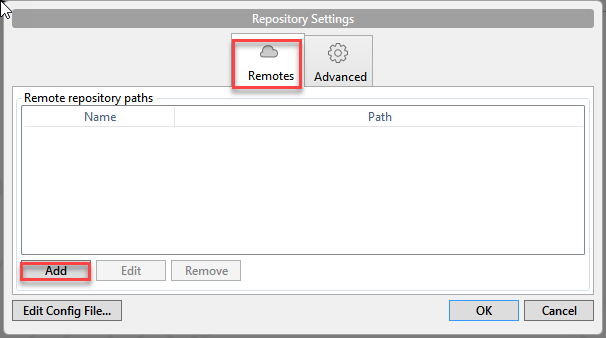 Repository Settings
Remotes
Advanced
Remote repository paths
Name Path
Add Edit Remove
Edit Config File... OK Cancel